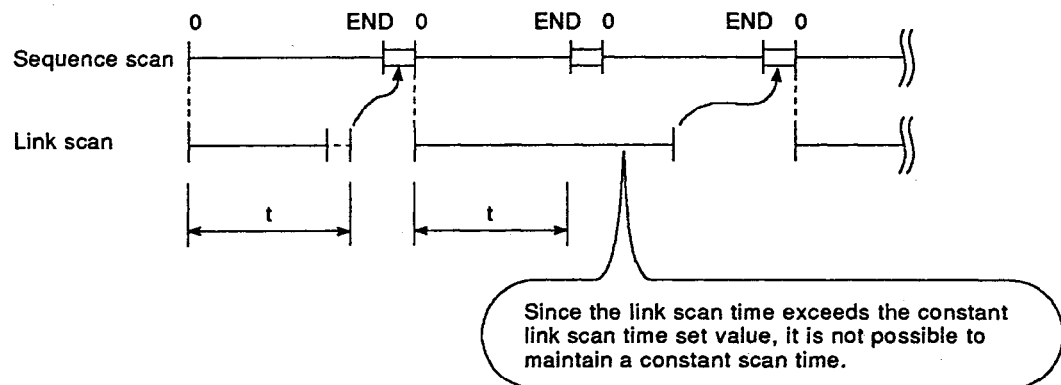 0 END 0 END 0 END 0
Sequence scan
Link scan
t t
Since the link scan time exceeds the constant
link scan time set value, it is not possible to
maintain a constant scan time.